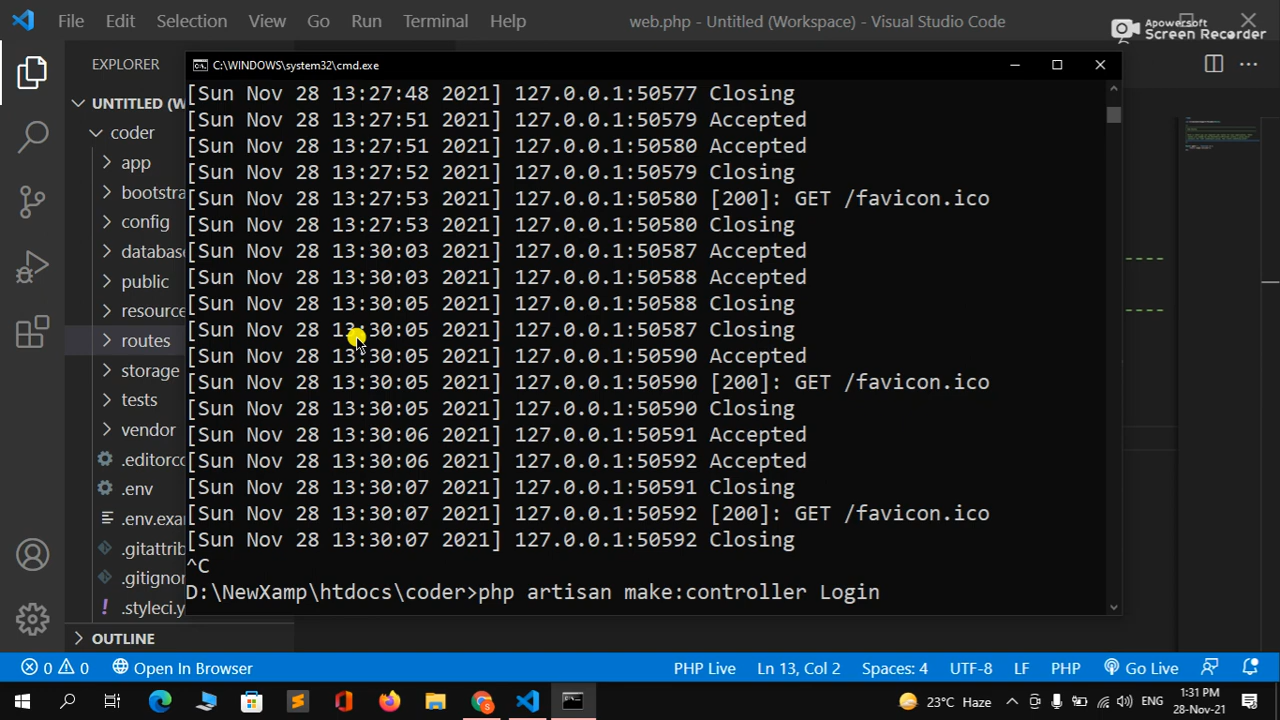 File Edit Selection View Go Run Terminal Help web.php - Untitled (Workspace) - Visual Studio Code
Apowersoft
Screen Recorder
EXPLORER
UNTITLED (W
coder
app
bootstra
config
database
public
resource
routes
storage
tests
vendor
.editorco
.env
.env.exam
.gitattrib
.gitignor
.styleci.y
OUTLINE
C:\WINDOWS\system32\cmd.exe
[Sun Nov 28 13:27:48 2021] 127.0.0.1:50577 Closing
[Sun Nov 28 13:27:51 2021] 127.0.0.1:50579 Accepted
[Sun Nov 28 13:27:51 2021] 127.0.0.1:50580 Accepted
[Sun Nov 28 13:27:52 2021] 127.0.0.1:50579 Closing
[Sun Nov 28 13:27:53 2021] 127.0.0.1:50580 [200]: GET /favicon.ico
[Sun Nov 28 13:27:53 2021] 127.0.0.1:50580 Closing
[Sun Nov 28 13:30:03 2021] 127.0.0.1:50587 Accepted
[Sun Nov 28 13:30:03 2021] 127.0.0.1:50588 Accepted
[Sun Nov 28 13:30:05 2021] 127.0.0.1:50588 Closing
[Sun Nov 28 13:30:05 2021] 127.0.0.1:50587 Closing
[Sun Nov 28 13:30:05 2021] 127.0.0.1:50590 Accepted
[Sun Nov 28 13:30:05 2021] 127.0.0.1:50590 [200]: GET /favicon.ico
[Sun Nov 28 13:30:05 2021] 127.0.0.1:50590 Closing
[Sun Nov 28 13:30:06 2021] 127.0.0.1:50591 Accepted
[Sun Nov 28 13:30:06 2021] 127.0.0.1:50592 Accepted
[Sun Nov 28 13:30:07 2021] 127.0.0.1:50591 Closing
[Sun Nov 28 13:30:07 2021] 127.0.0.1:50592 [200]: GET /favicon.ico
[Sun Nov 28 13:30:07 2021] 127.0.0.1:50592 Closing
^C
D:\NewXamp\htdocs\coder>php artisan make:controller Login
0 0 Open In Browser PHP Live Ln 13, Col 2 Spaces: 4 UTF-8 LF PHP Go Live
23°C Haze ENG 1:31 PM
28-Nov-21